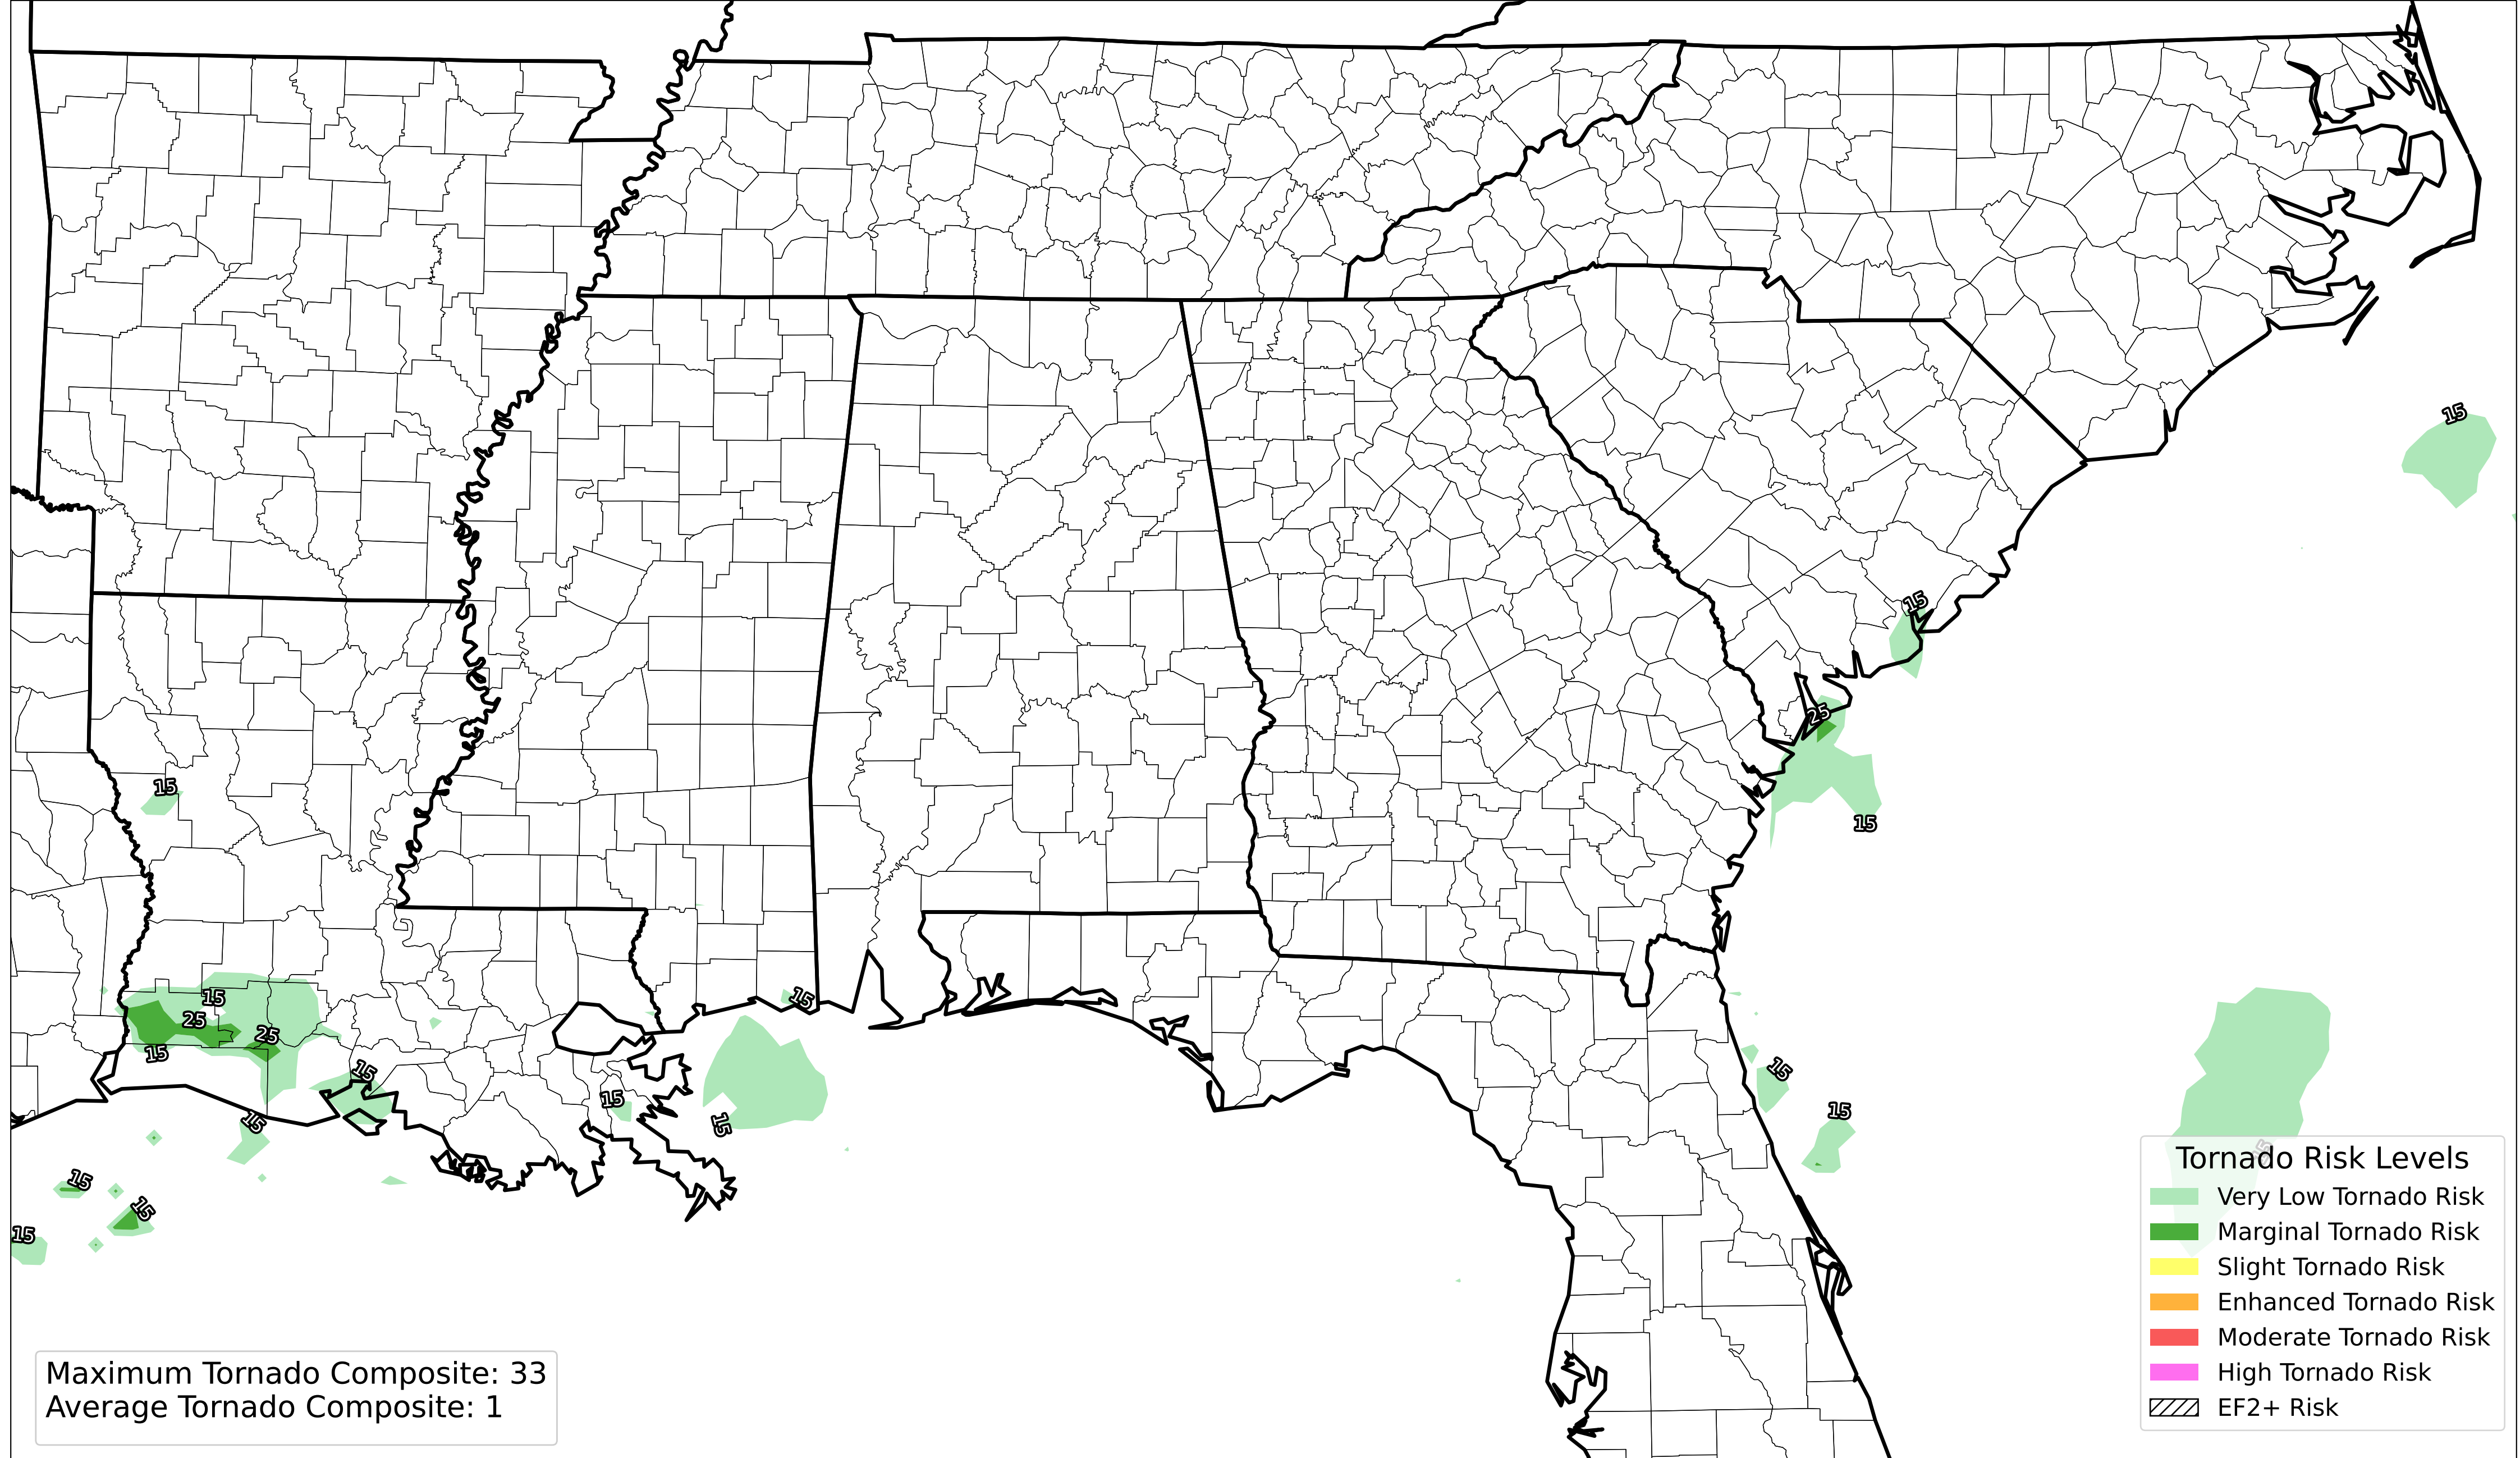 15
15
25
15
15
15
25
25
15
15
15
15
15
15
15
15
15
15
15
15
Tornado Risk Levels
Very Low Tornado Risk
Marginal Tornado Risk
Slight Tornado Risk
Enhanced Tornado Risk
Moderate Tornado Risk
High Tornado Risk
EF2+ Risk
Maximum Tornado Composite: 33
Average Tornado Composite: 1